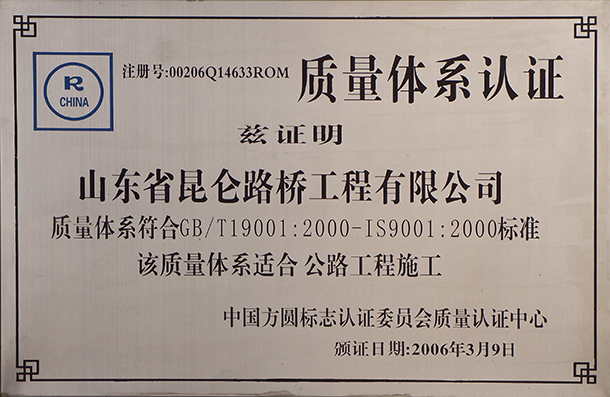 R
CHINA
注册号:00206Q14633ROM
质量体系认证
兹证明
山东省昆仑路桥工程有限公司
质量体系符合GB/T19001:2000-IS9001:2000标准
该质量体系适合 公路工程施工
中国方圆标志认证委员会质量认证中心
颁证日期:2006年3月9日